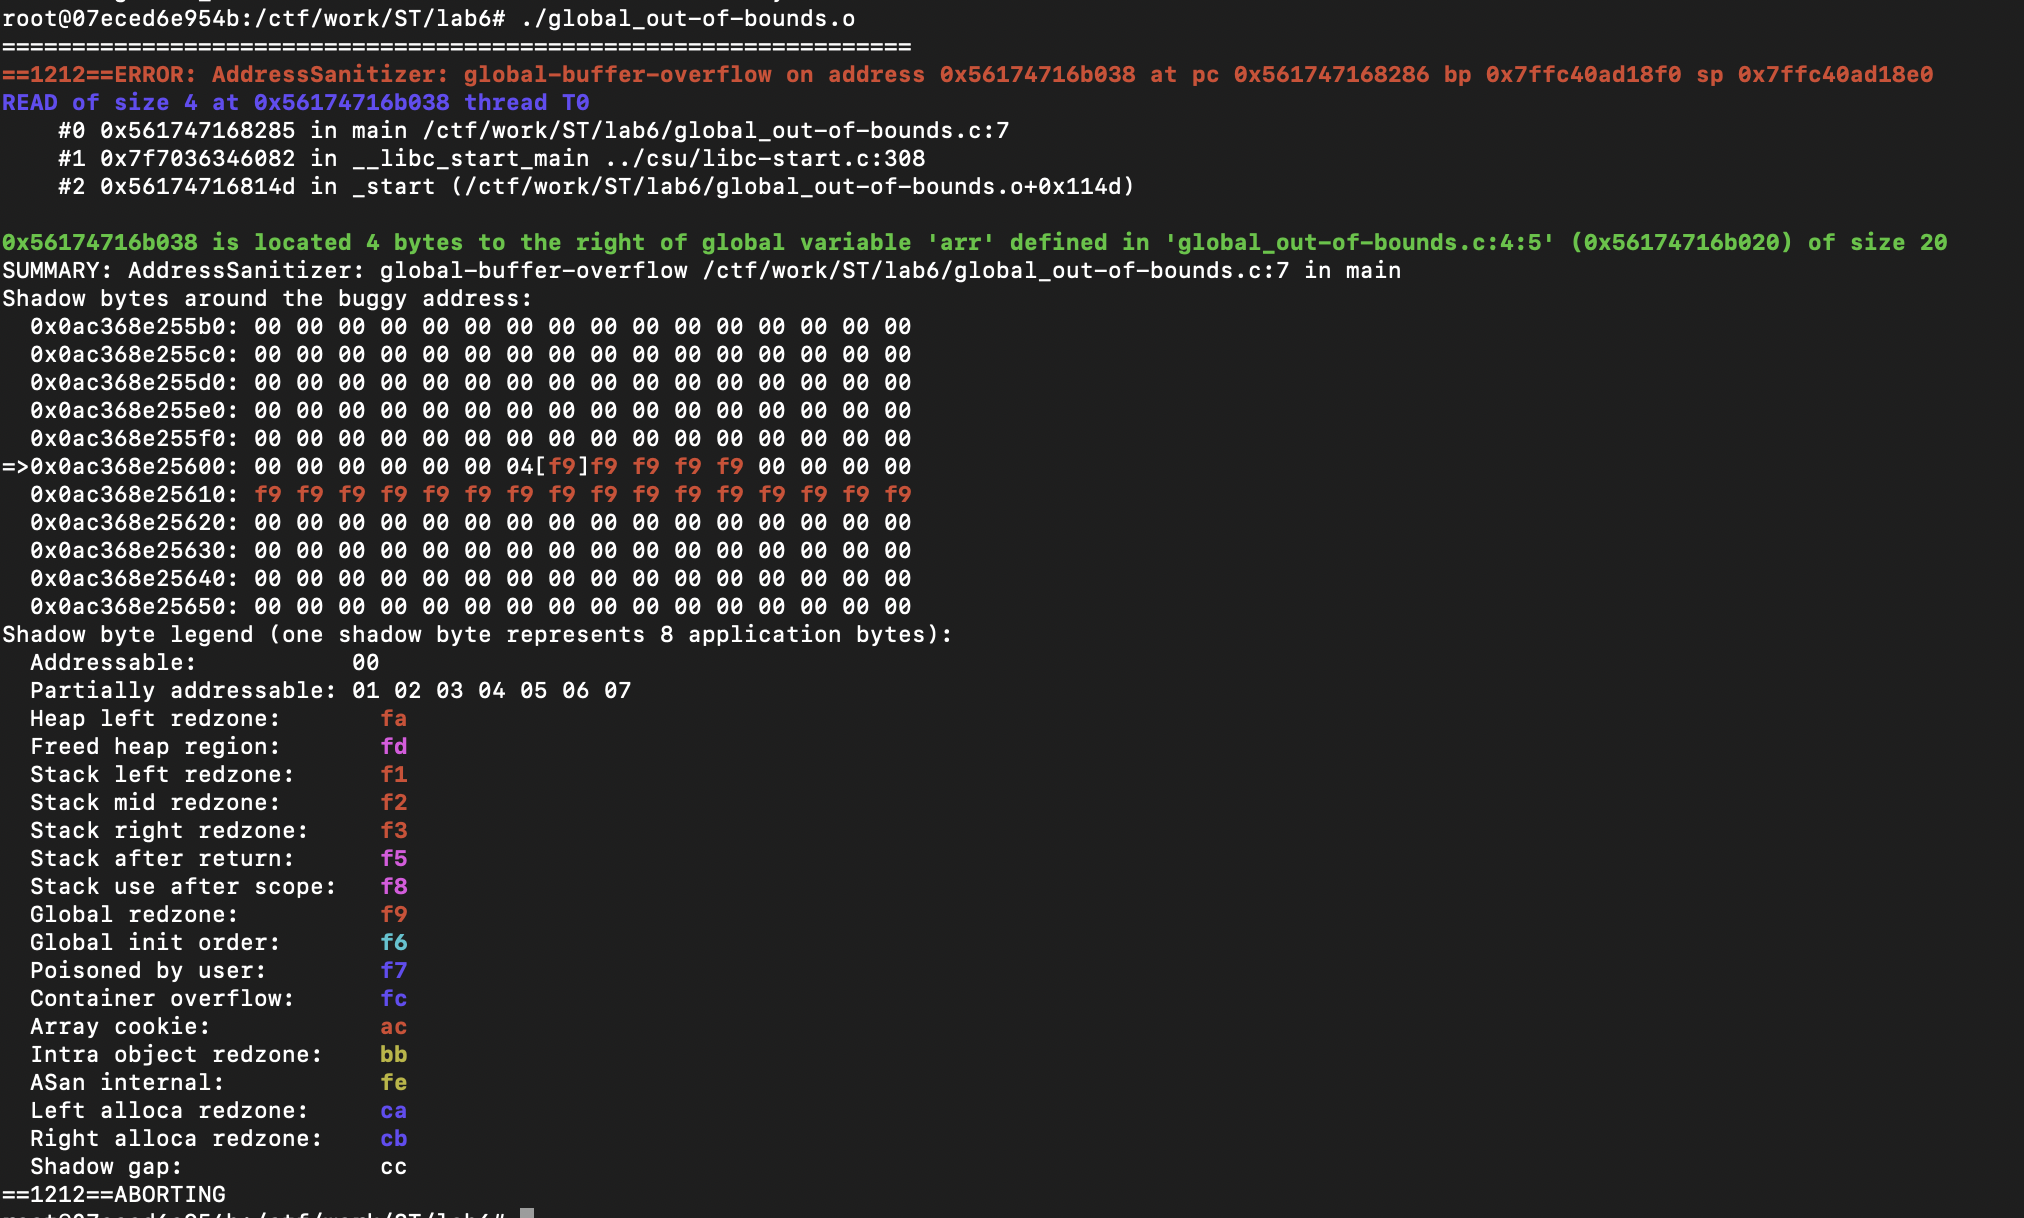 root@07eced6e954b:/ctf/work/ST/lab6# ./global_out-of-bounds.o
=================================================================
==1212==ERROR: AddressSanitizer: global-buffer-overflow on address 0x56174716b038 at pc 0x561747168286 bp 0x7ffc40ad18f0 sp 0x7ffc40ad18e0
READ of size 4 at 0x56174716b038 thread T0
    #0 0x561747168285 in main /ctf/work/ST/lab6/global_out-of-bounds.c:7
    #1 0x7f7036346082 in __libc_start_main ../csu/libc-start.c:308
    #2 0x56174716814d in _start (/ctf/work/ST/lab6/global_out-of-bounds.o+0x114d)

0x56174716b038 is located 4 bytes to the right of global variable 'arr' defined in 'global_out-of-bounds.c:4:5' (0x56174716b020) of size 20
SUMMARY: AddressSanitizer: global-buffer-overflow /ctf/work/ST/lab6/global_out-of-bounds.c:7 in main
Shadow bytes around the buggy address:
  0x0ac368e255b0: 00 00 00 00 00 00 00 00 00 00 00 00 00 00 00 00
  0x0ac368e255c0: 00 00 00 00 00 00 00 00 00 00 00 00 00 00 00 00
  0x0ac368e255d0: 00 00 00 00 00 00 00 00 00 00 00 00 00 00 00 00
  0x0ac368e255e0: 00 00 00 00 00 00 00 00 00 00 00 00 00 00 00 00
  0x0ac368e255f0: 00 00 00 00 00 00 00 00 00 00 00 00 00 00 00 00
=>0x0ac368e25600: 00 00 00 00 00 00 04[f9]f9 f9 f9 f9 00 00 00 00
  0x0ac368e25610: f9 f9 f9 f9 f9 f9 f9 f9 f9 f9 f9 f9 f9 f9 f9 f9
  0x0ac368e25620: 00 00 00 00 00 00 00 00 00 00 00 00 00 00 00 00
  0x0ac368e25630: 00 00 00 00 00 00 00 00 00 00 00 00 00 00 00 00
  0x0ac368e25640: 00 00 00 00 00 00 00 00 00 00 00 00 00 00 00 00
  0x0ac368e25650: 00 00 00 00 00 00 00 00 00 00 00 00 00 00 00 00
Shadow byte legend (one shadow byte represents 8 application bytes):
  Addressable:           00
  Partially addressable: 01 02 03 04 05 06 07
  Heap left redzone:       fa
  Freed heap region:       fd
  Stack left redzone:      f1
  Stack mid redzone:       f2
  Stack right redzone:     f3
  Stack after return:      f5
  Stack use after scope:   f8
  Global redzone:          f9
  Global init order:       f6
  Poisoned by user:        f7
  Container overflow:      fc
  Array cookie:            ac
  Intra object redzone:    bb
  ASan internal:           fe
  Left alloca redzone:     ca
  Right alloca redzone:    cb
  Shadow gap:              cc
==1212==ABORTING